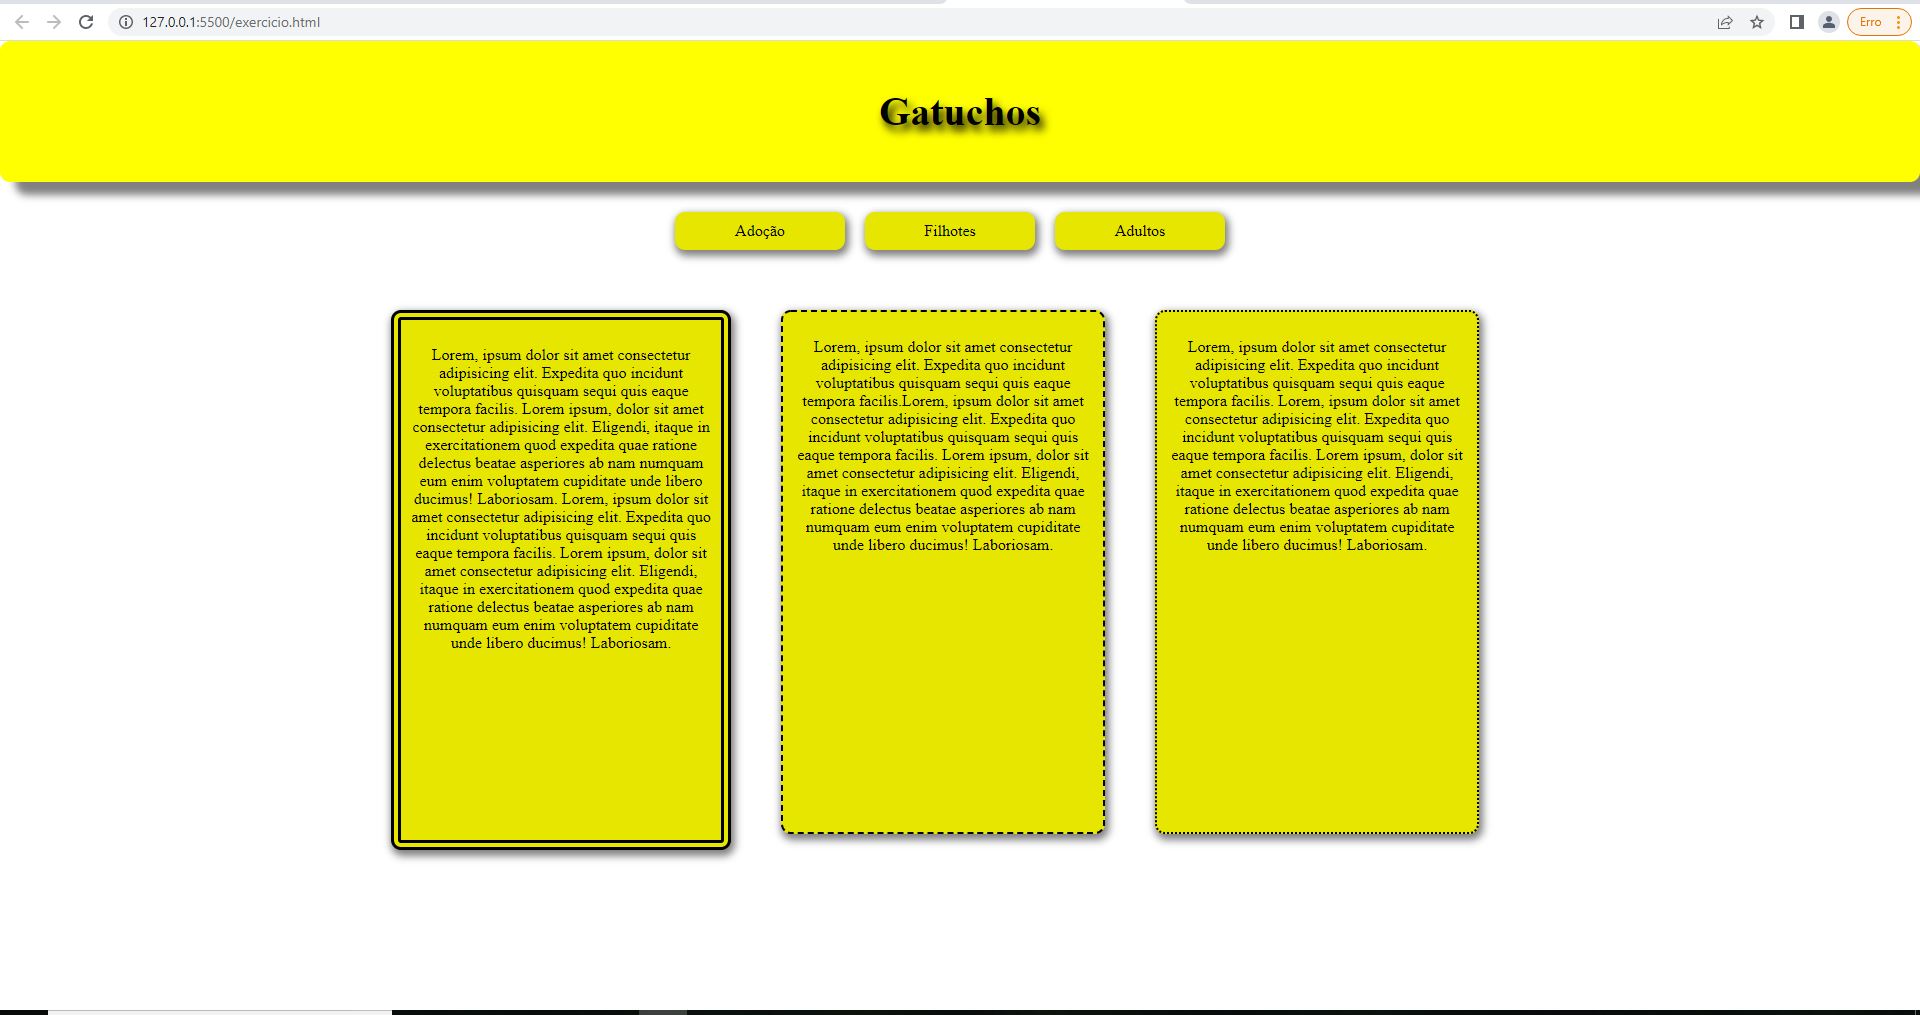 127.0.0.1:5500/exercicio.html
Erro
Gatuchos
Adoção
Filhotes
Adultos
Lorem, ipsum dolor sit amet consectetur
adipisicing elit. Expedita quo incidunt
voluptatibus quisquam sequi quis eaque
tempora facilis. Lorem ipsum, dolor sit amet
consectetur adipisicing elit. Eligendi, itaque in
exercitationem quod expedita quae ratione
delectus beatae asperiores ab nam numquam
eum enim voluptatem cupiditate unde libero
ducimus! Laboriosam. Lorem, ipsum dolor sit
amet consectetur adipisicing elit. Expedita quo
incidunt voluptatibus quisquam sequi quis
eaque tempora facilis. Lorem ipsum, dolor sit
amet consectetur adipisicing elit. Eligendi,
itaque in exercitationem quod expedita quae
ratione delectus beatae asperiores ab nam
numquam eum enim voluptatem cupiditate
unde libero ducimus! Laboriosam.
Lorem, ipsum dolor sit amet consectetur
adipisicing elit. Expedita quo incidunt
voluptatibus quisquam sequi quis eaque
tempora facilis.Lorem, ipsum dolor sit amet
consectetur adipisicing elit. Expedita quo
incidunt voluptatibus quisquam sequi quis
eaque tempora facilis. Lorem ipsum, dolor sit
amet consectetur adipisicing elit. Eligendi,
itaque in exercitationem quod expedita quae
ratione delectus beatae asperiores ab nam
numquam eum enim voluptatem cupiditate
unde libero ducimus! Laboriosam.
Lorem, ipsum dolor sit amet consectetur
adipisicing elit. Expedita quo incidunt
voluptatibus quisquam sequi quis eaque
tempora facilis. Lorem, ipsum dolor sit amet
consectetur adipisicing elit. Expedita quo
incidunt voluptatibus quisquam sequi quis
eaque tempora facilis. Lorem ipsum, dolor sit
amet consectetur adipisicing elit. Eligendi,
itaque in exercitationem quod expedita quae
ratione delectus beatae asperiores ab nam
numquam eum enim voluptatem cupiditate
unde libero ducimus! Laboriosam.